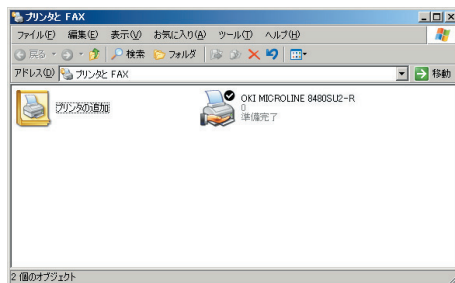 プリンタと FAX
ファイル(F) 編集(E) 表示(V) お気に入り(A) ツール(T) ヘルプ(H)
戻る 検索 フォルダ
アドレス(D) プリンタと FAX 移動
プリンタの追加
OKI MICROLINE 8480SU2-R
0
準備完了
2 個のオブジェクト